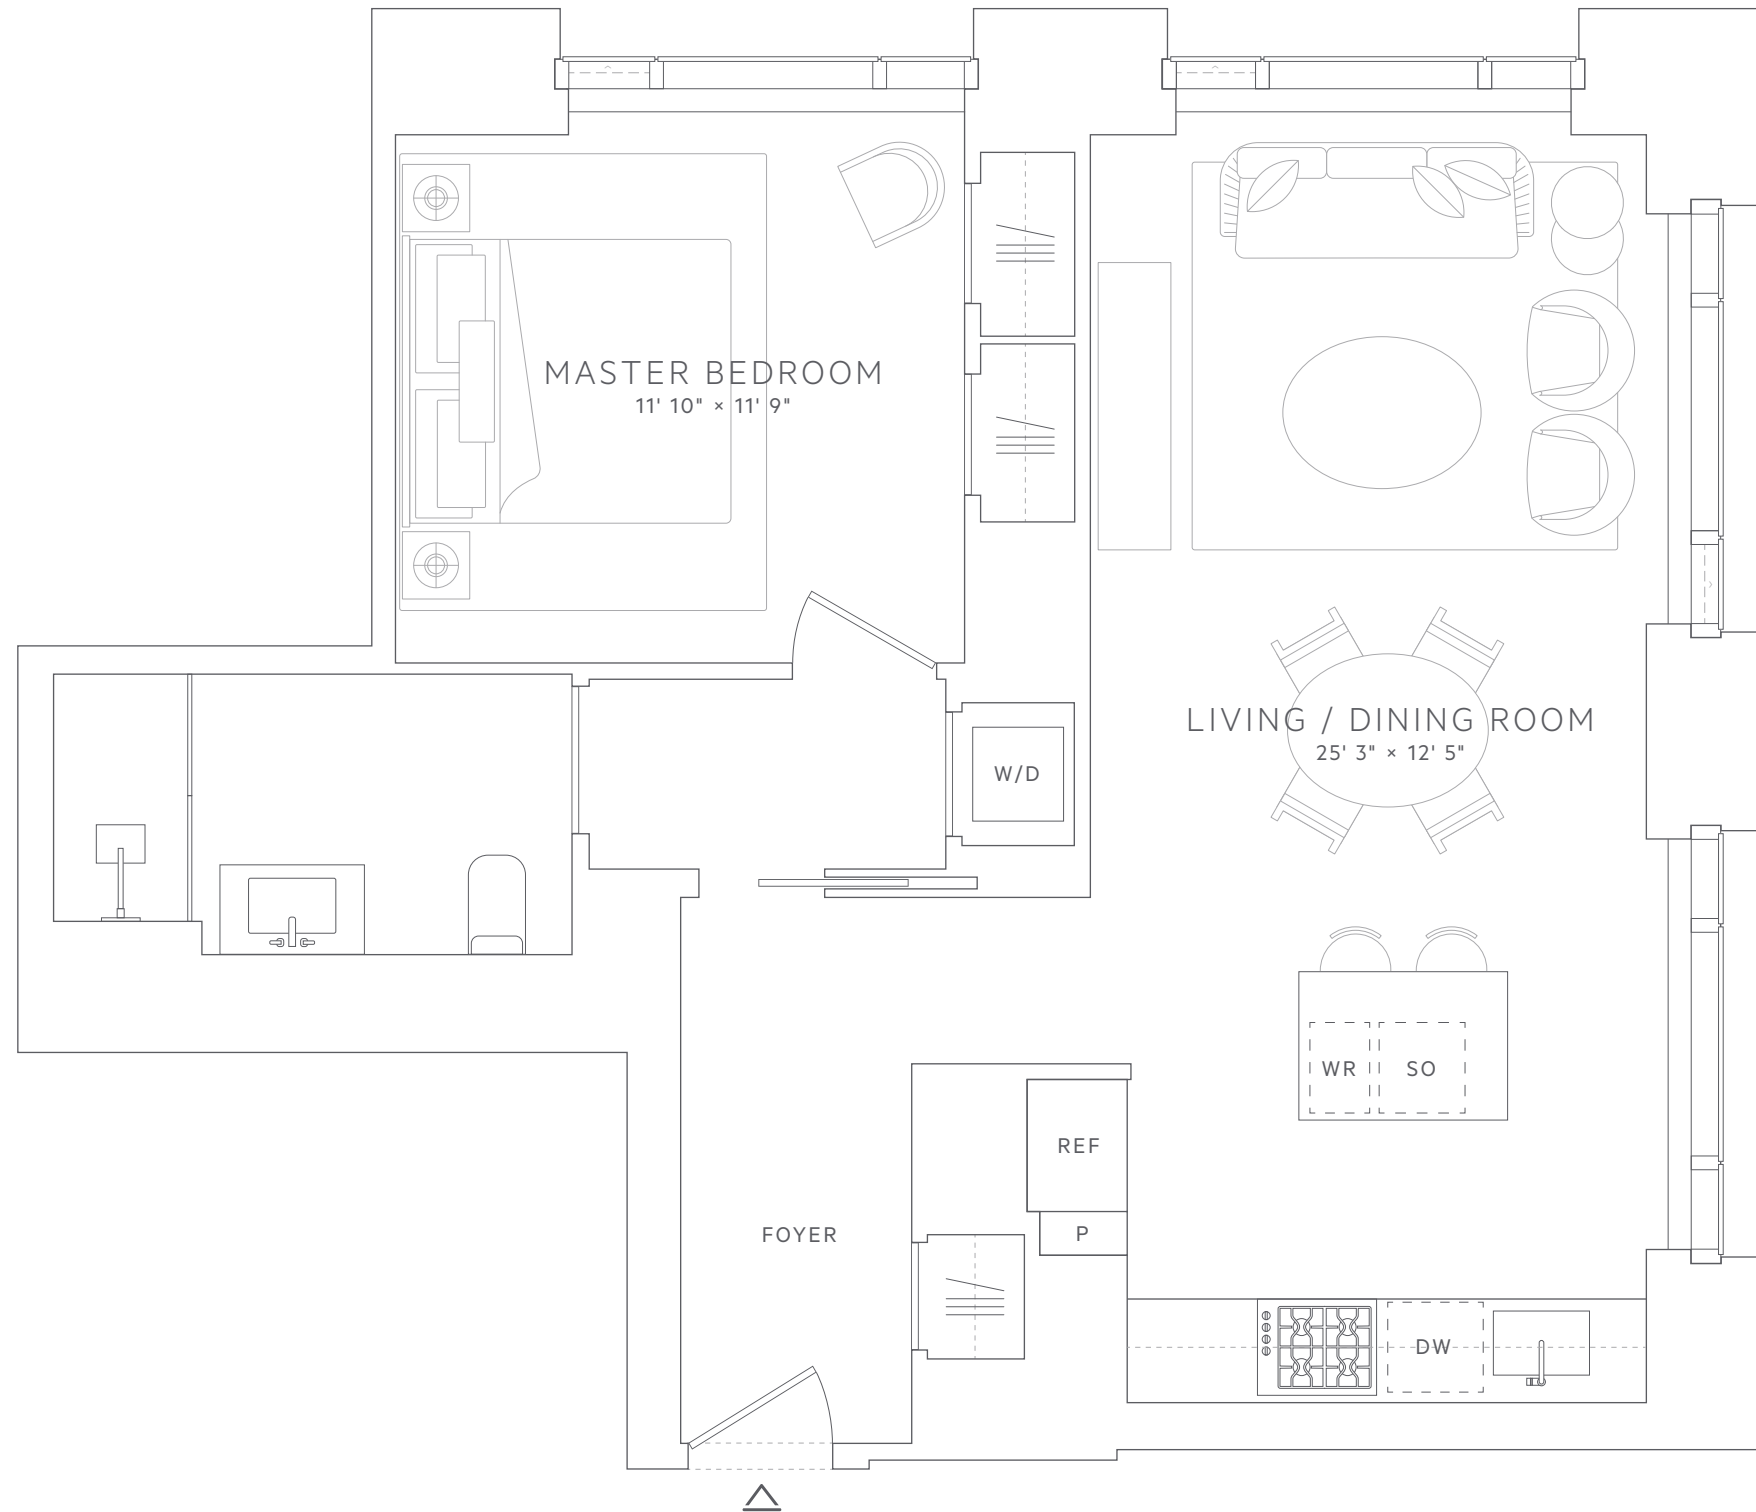 MASTER BEDROOM
11' 10" × 11' 9"
LIVING / DINING ROOM
25' 3" × 12' 5"
W/D
WR
SO
REF
P
FOYER
DW